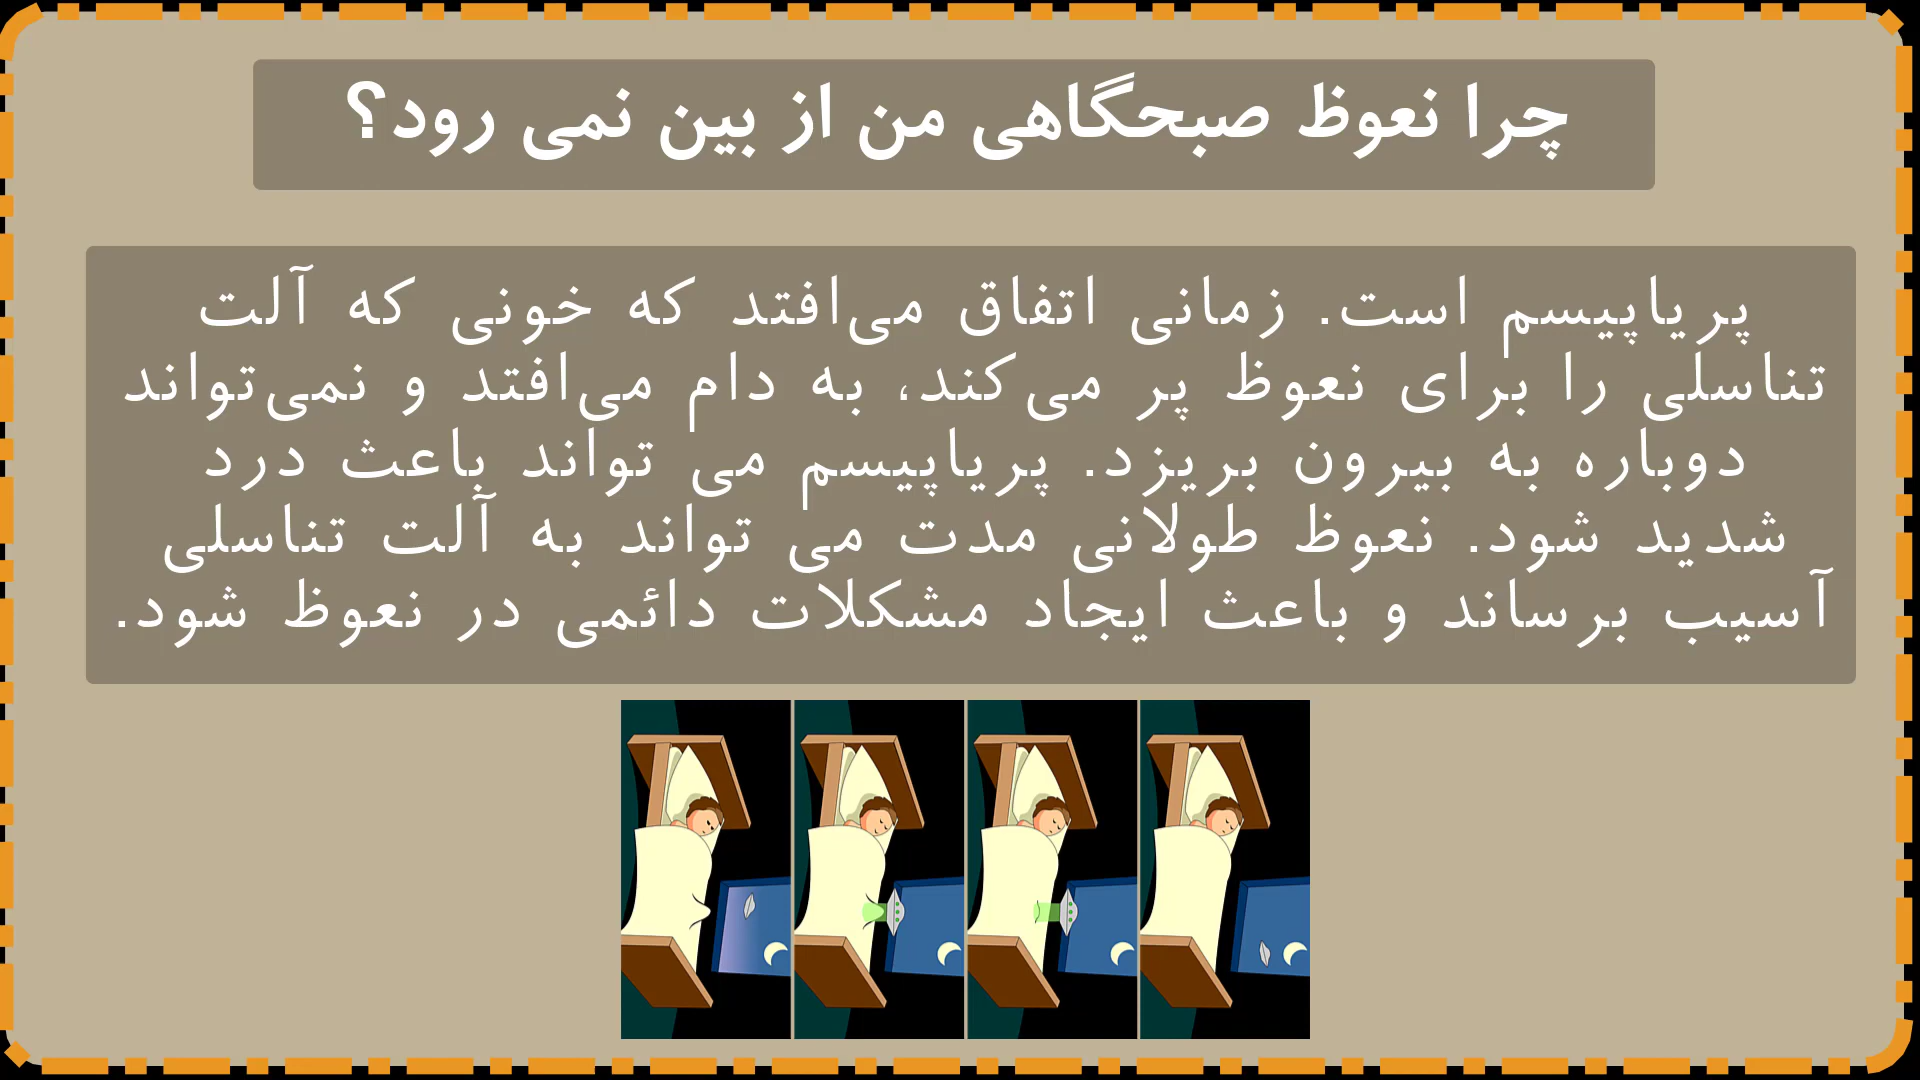 چرا نعوظ صبحگاهی من از بین نمی رود؟
پریاپیسم است. زمانی اتفاق می‌افتد که خونی که آلت
تناسلی را برای نعوظ پر می‌کند، به دام می‌افتد و نمی‌تواند
دوباره به بیرون بریزد. پریاپیسم می تواند باعث درد
شدید شود. نعوظ طولانی مدت می تواند به آلت تناسلی
آسیب برساند و باعث ایجاد مشکلات دائمی در نعوظ شود.